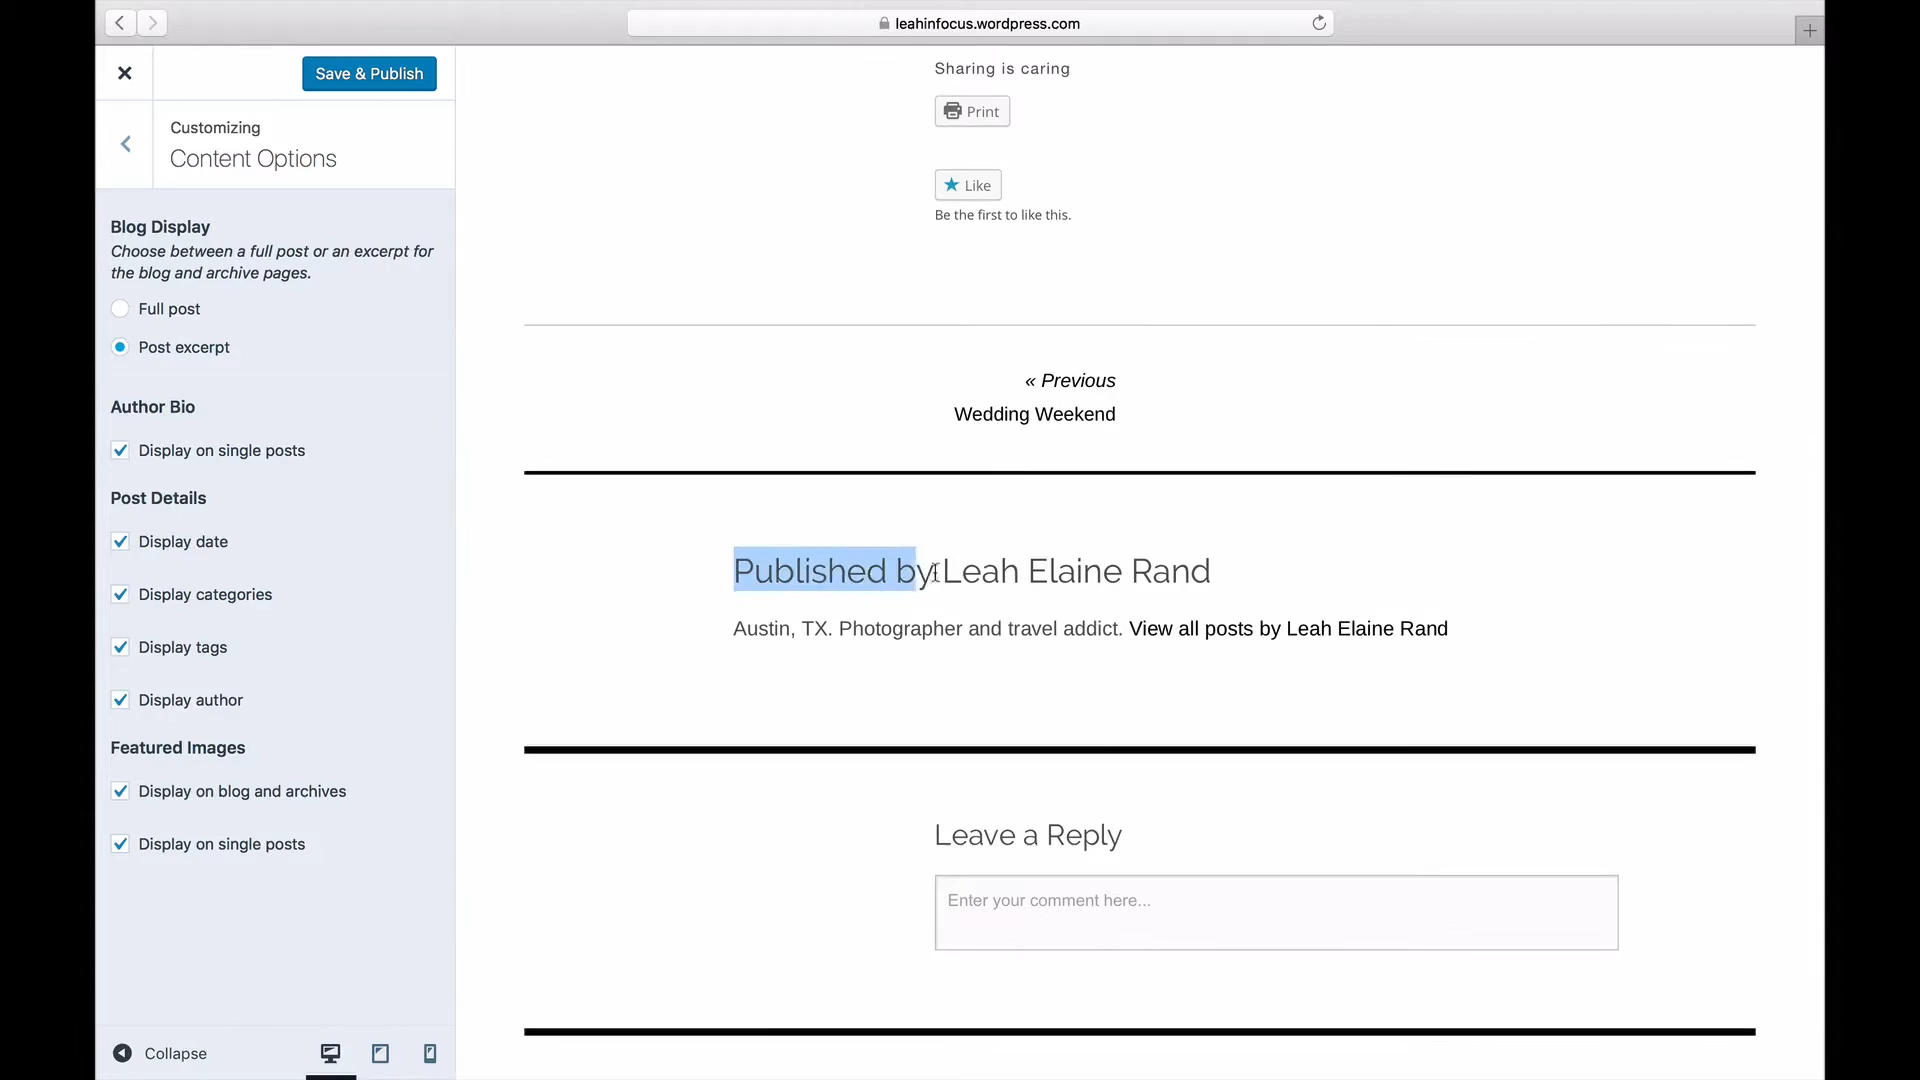 leahinfocus.wordpress.com
Save & Publish
Customizing
Content Options
Blog Display
Choose between a full post or an excerpt for
the blog and archive pages.
Full post
Post excerpt
Author Bio
Display on single posts
Post Details
Display date
Display categories
Display tags
Display author
Featured Images
Display on blog and archives
Display on single posts
Collapse
Sharing is caring
Print
Like
Be the first to like this.
« Previous
Wedding Weekend
Published by Leah Elaine Rand
Austin, TX. Photographer and travel addict. View all posts by Leah Elaine Rand
Leave a Reply
Enter your comment here...